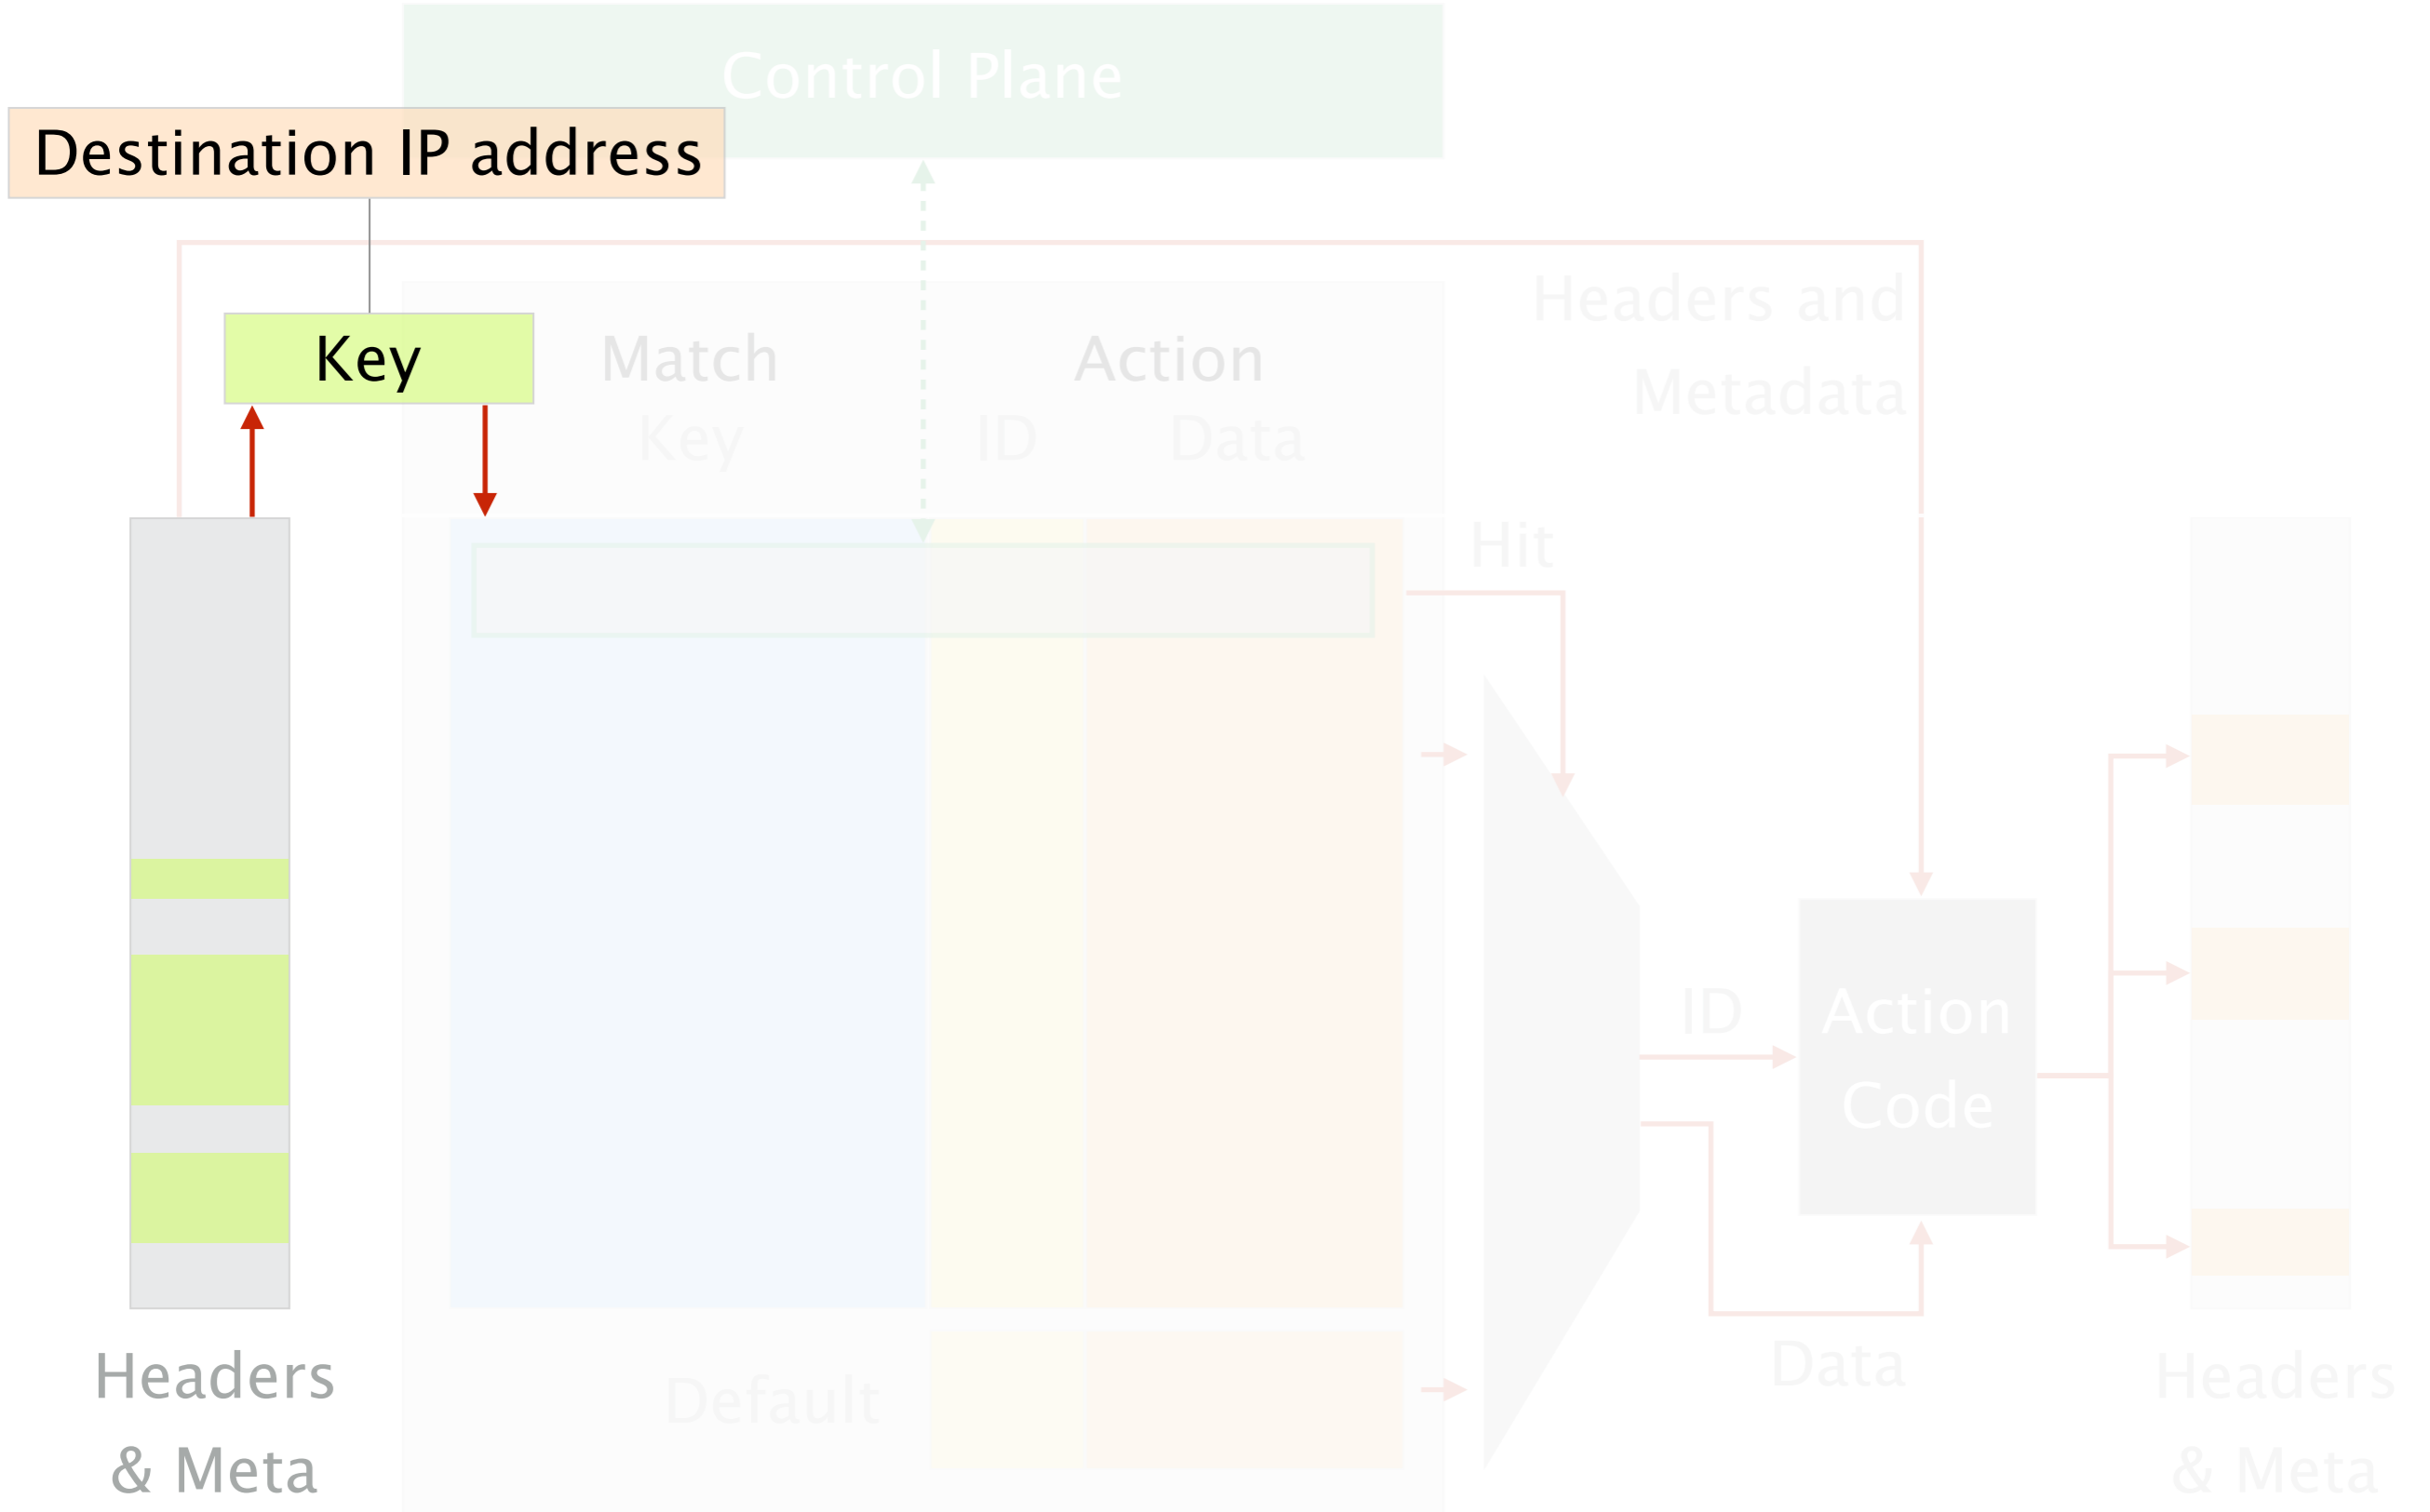 Control Plane
Destination IP address
Headers and
Metadata
Key
Match
Action
Key
ID
Data
Hit
ID
Action
Code
Data
Default
Headers
& Meta
Headers
& Meta